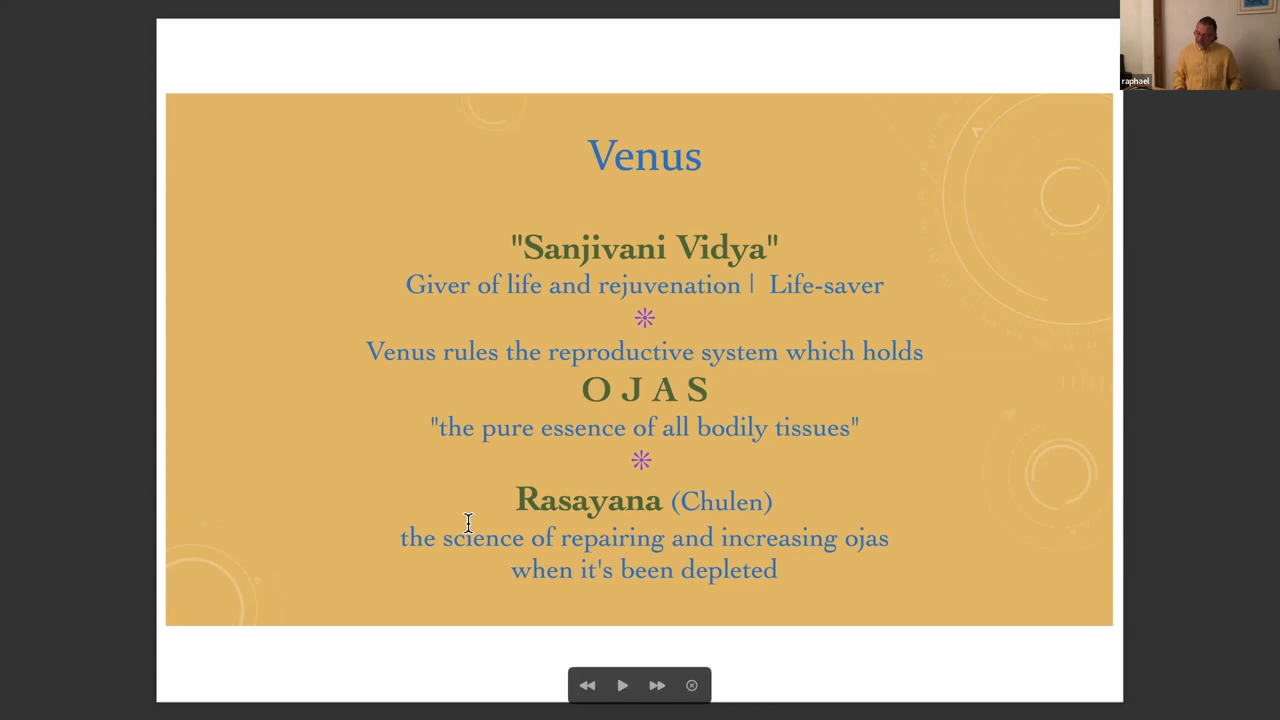 raphael
Venus
"Sanjivani Vidya"
Giver of life and rejuvenation | Life-saver
Venus rules the reproductive system which holds
O J A S
"the pure essence of all bodily tissues"
Rasayana (Chulen)
the science of repairing and increasing ojas
when it's been depleted